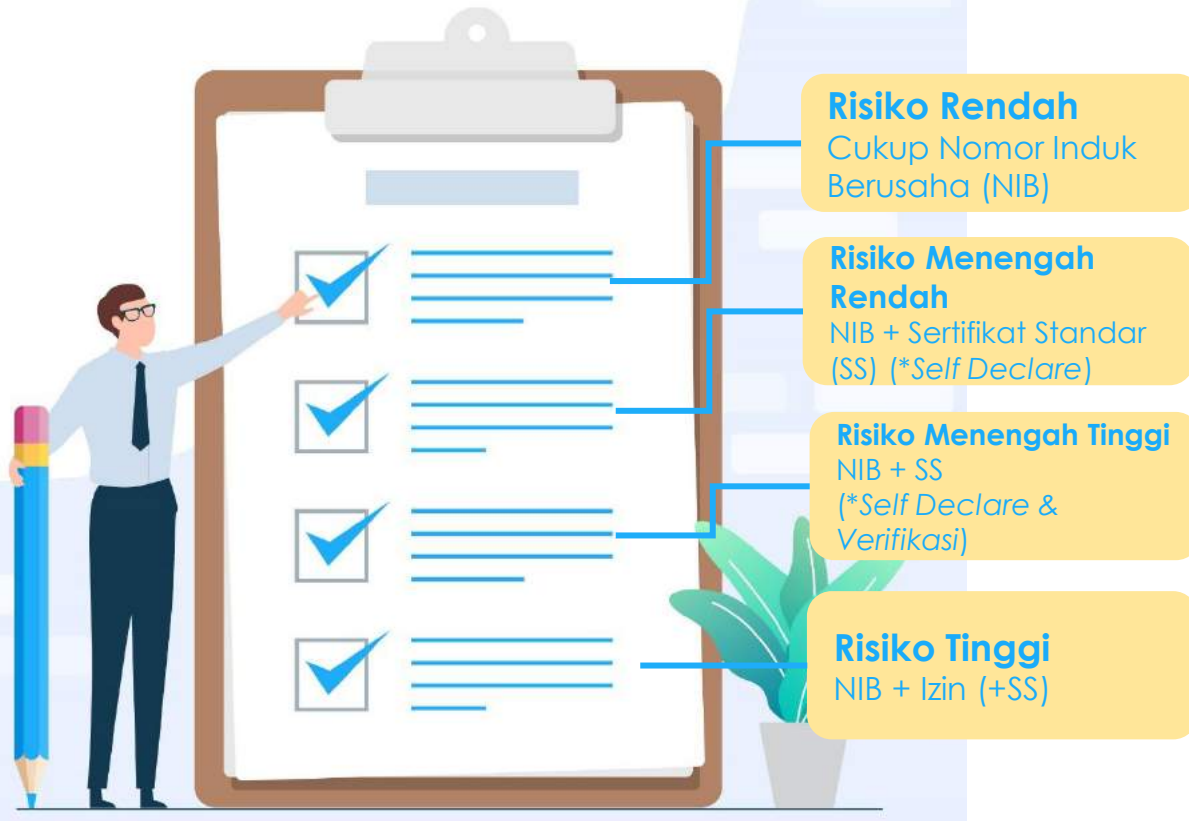 Risiko Rendah
Cukup Nomor Induk
Berusaha (NIB)
Risiko Menengah
Rendah
NIB + Sertifikat Standar
(SS) (*Self Declare)
Risiko Menengah Tinggi
NIB + SS
(*Self Declare &
Verifikasi)
Risiko Tinggi
NIB + Izin (+SS)